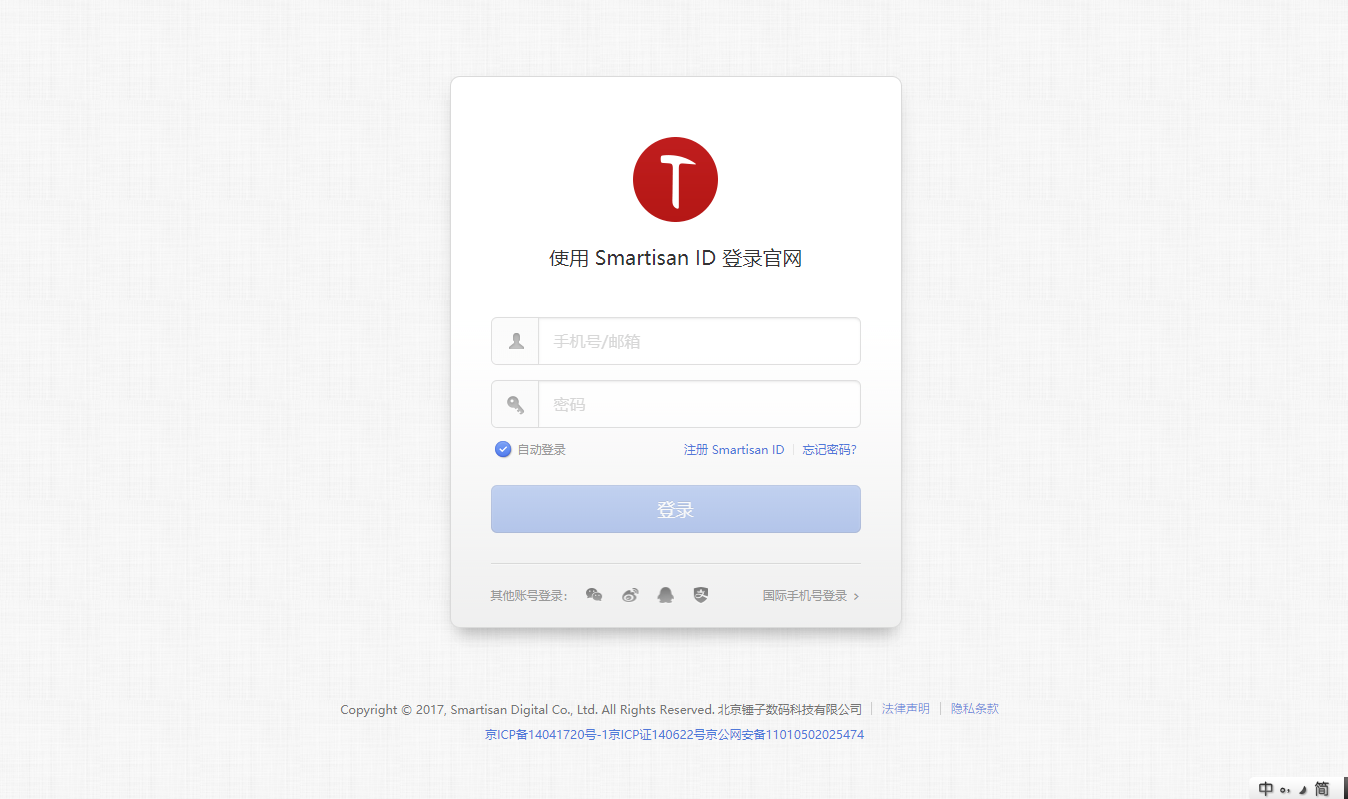 使用 Smartisan ID 登录官网
手机号/邮箱
密码
自动登录 注册 Smartisan ID 忘记密码?
登录
其他账号登录: 支 国际手机号登录 >
Copyright © 2017, Smartisan Digital Co., Ltd. All Rights Reserved. 北京锤子数码科技有限公司 法律声明 隐私条款
京ICP备14041720号-1京ICP证140622号京公网安备11010502025474
中 简